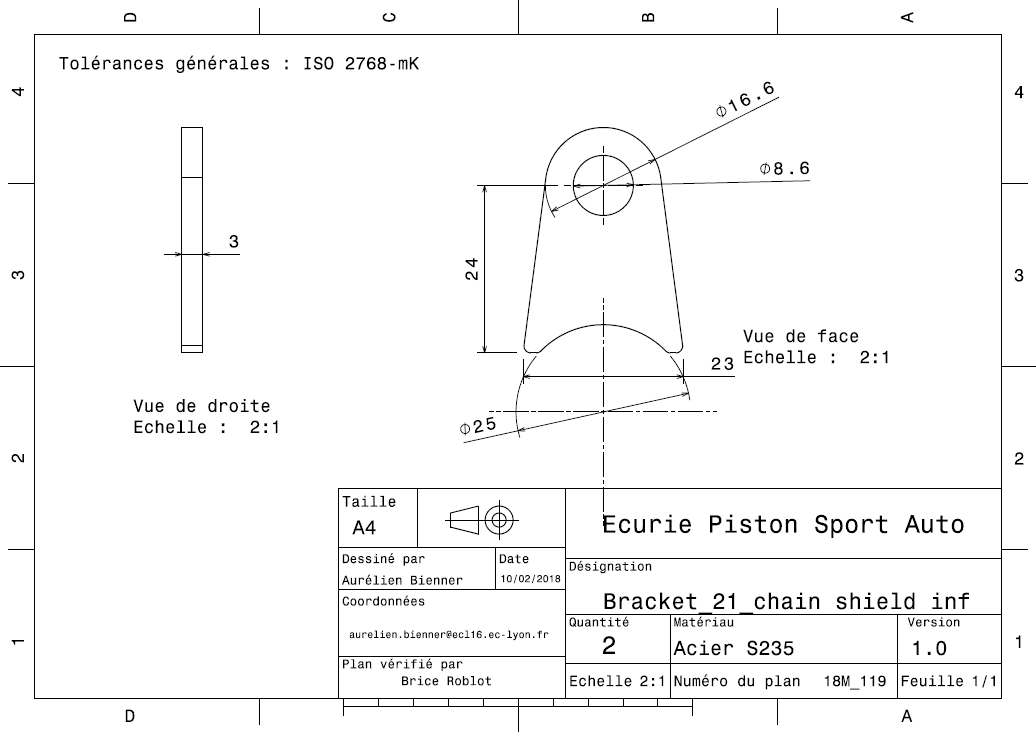 D C B A
Tolérances générales : ISO 2768-mK
4 4
Ø16.6
Ø8.6
3
24
3 3
Vue de face
Echelle : 2:1
23
Vue de droite
Echelle : 2:1
Ø25
2 2
Taille
A4
Ecurie Piston Sport Auto
Dessiné par
Aurélien Bienner
Date
10/02/2018
Désignation
Bracket_21_chain shield inf
Coordonnées
aurelien.bienner@ecl16.ec-lyon.fr
Quantité
2
Matériau
Acier S235
Version
1.0
1 1
Plan vérifié par
Brice Roblot
Echelle 2:1
Numéro du plan 18M_119
Feuille 1/1
D A